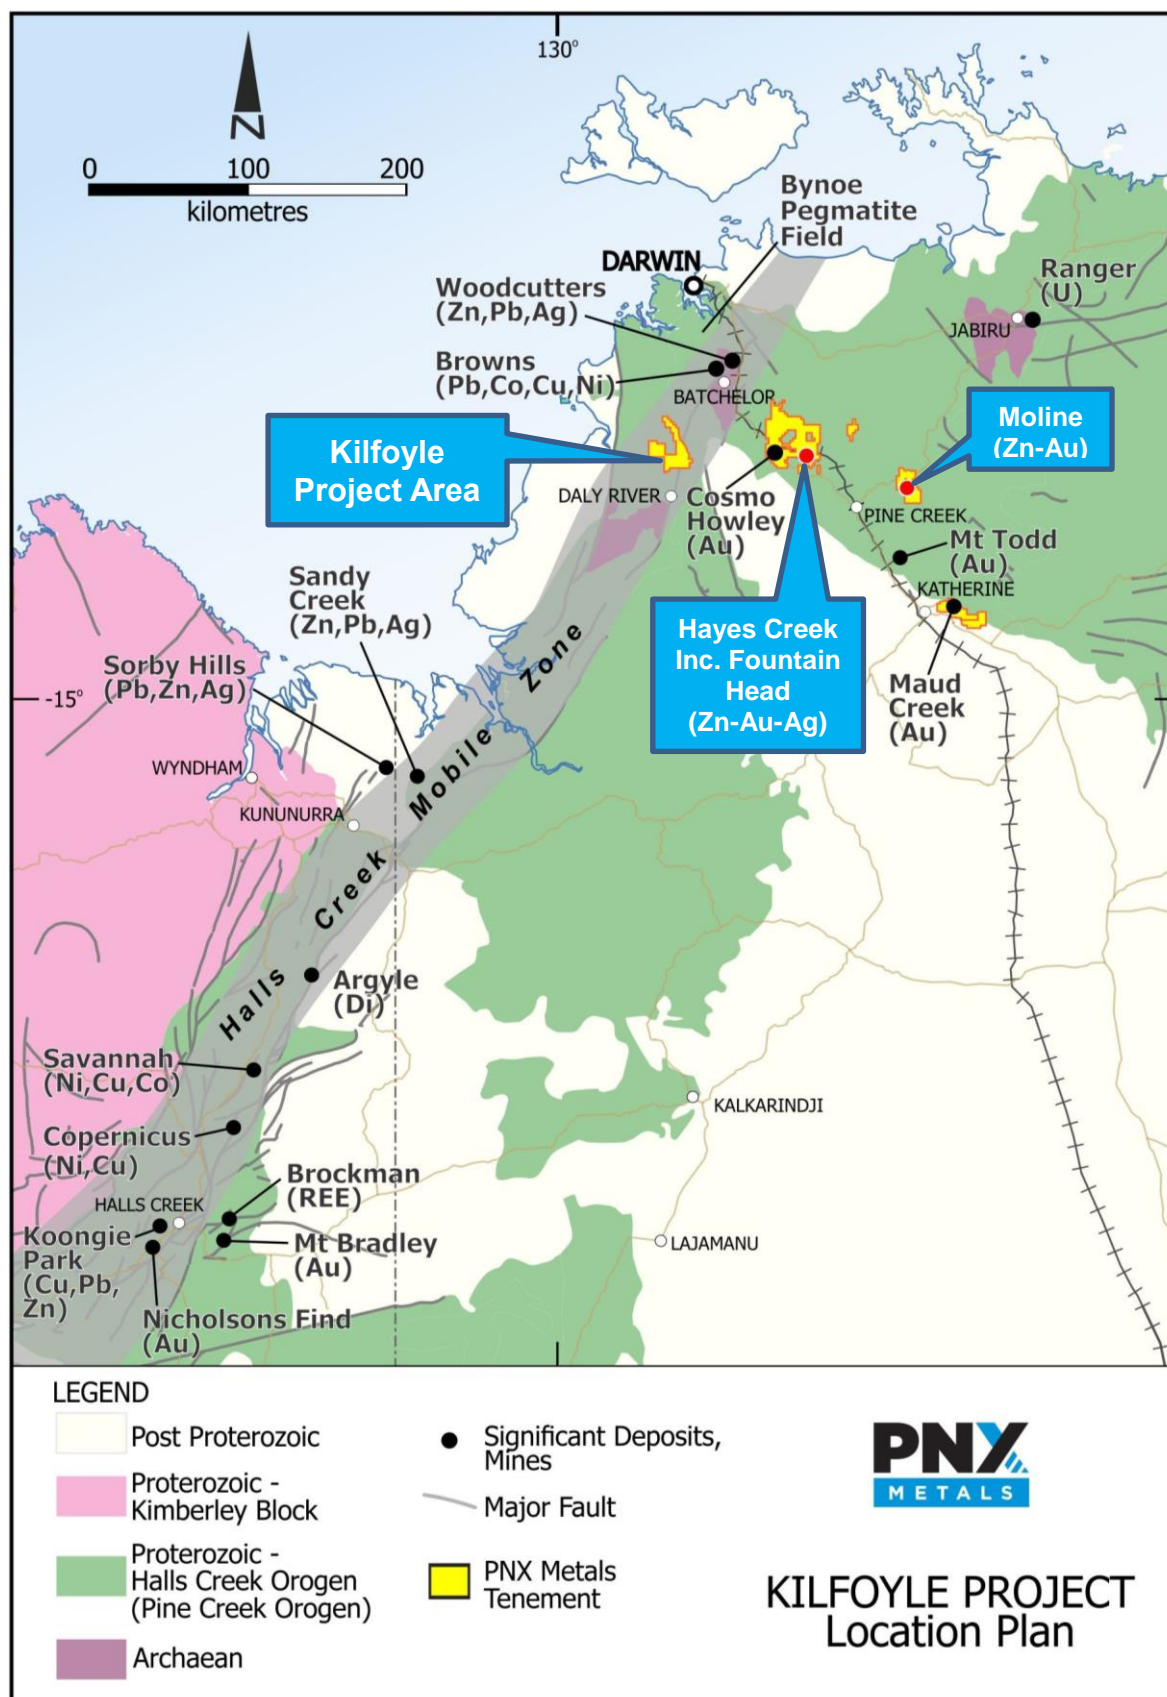 130°
N
0 100 200
kilometres
Bynoe
Pegmatite
Field
DARWIN
Woodcutters
(Zn,Pb,Ag)
Ranger
(U)
JABIRU
Browns
(Pb,Co,Cu,Ni)
BATCHELOR
Kilfoyle
Project Area
Moline
(Zn-Au)
DALY RIVER
Cosmo
Howley
(Au)
PINE CREEK
Mt Todd
(Au)
KATHERINE
Sandy
Creek
(Zn,Pb,Ag)
Hayes Creek
Inc. Fountain
Head
(Zn-Au-Ag)
Sorby Hills
(Pb,Zn,Ag)
Maud
Creek
(Au)
-15°
WYNDHAM
KUNUNURRA
Halls Creek Mobile Zone
Argyle
(Di)
Savannah
(Ni,Cu,Co)
KALKARINDJI
Copernicus
(Ni,Cu)
Brockman
(REE)
HALLS CREEK
Koongie
Park
(Cu,Pb,
Zn)
Mt Bradley
(Au)
LAJAMANU
Nicholsons Find
(Au)
LEGEND
Post Proterozoic
Proterozoic -
Kimberley Block
Proterozoic -
Halls Creek Orogen
(Pine Creek Orogen)
Archaean
Significant Deposits,
Mines
Major Fault
PNX Metals
Tenement
PNX
METALS
KILFOYLE PROJECT
Location Plan